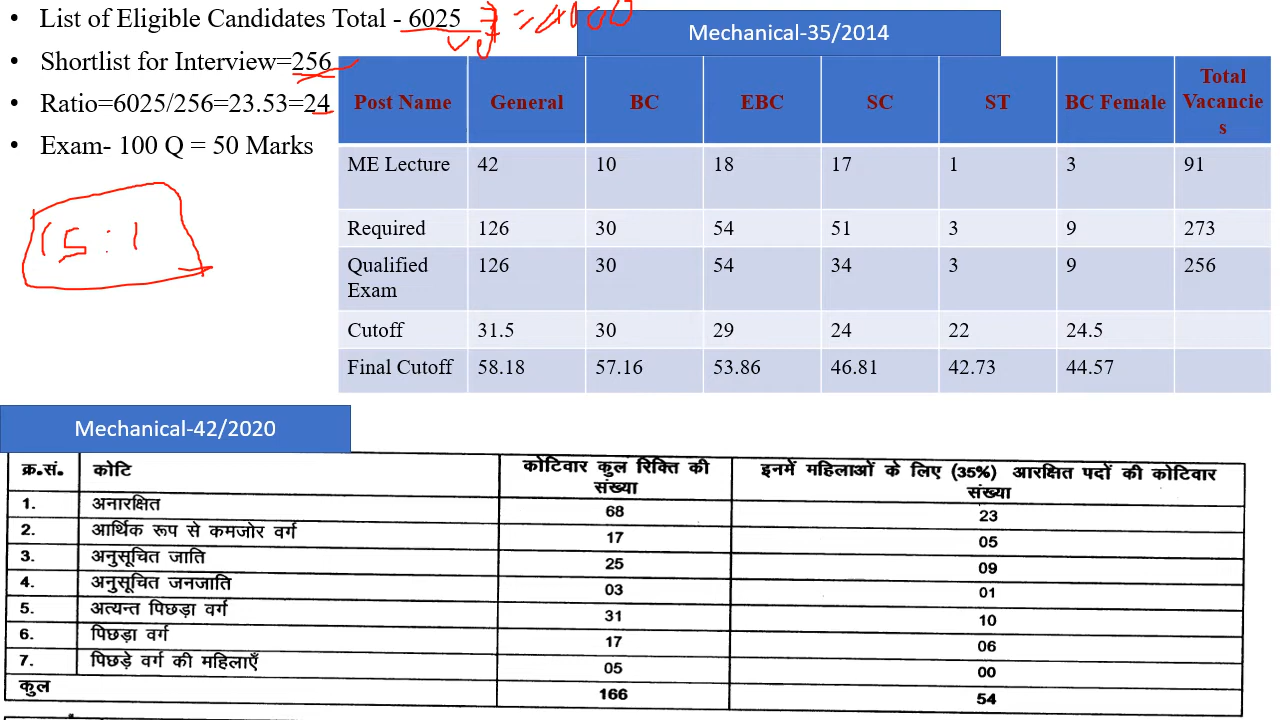 • List of Eligible Candidates Total - 6025
• Shortlist for Interview=256
• Ratio=6025/256=23.53=24
• Exam- 100 Q = 50 Marks
15:1
Mechanical-35/2014
Post Name General BC EBC SC ST BC Female Total Vacancies
ME Lecture 42 10 18 17 1 3 91
Required 126 30 54 51 3 9 273
Qualified Exam 126 30 54 34 3 9 256
Cutoff 31.5 30 29 24 22 24.5
Final Cutoff 58.18 57.16 53.86 46.81 42.73 44.57
Mechanical-42/2020
क्र.सं. कोटि कोटिवार कुल रिक्ति की संख्या इनमें महिलाओं के लिए (35%) आरक्षित पदों की कोटिवार संख्या
1. अनारक्षित 68 23
2. आर्थिक रूप से कमजोर वर्ग 17 05
3. अनुसूचित जाति 25 09
4. अनुसूचित जनजाति 03 01
5. अत्यन्त पिछड़ा वर्ग 31 10
6. पिछड़ा वर्ग 17 06
7. पिछड़े वर्ग की महिलाएँ 05 00
कुल 166 54